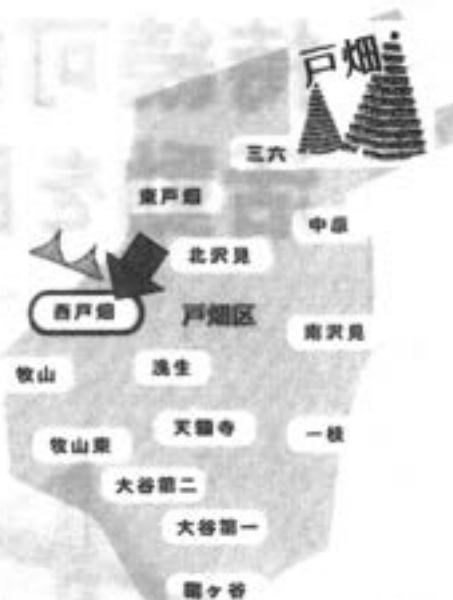 戸畑
三六
東戸畑
中原
北沢見
西戸畑
戸畑区
南沢見
牧山
浅生
天籟寺
一枝
牧山東
大谷第二
大谷第一
鞘ヶ谷